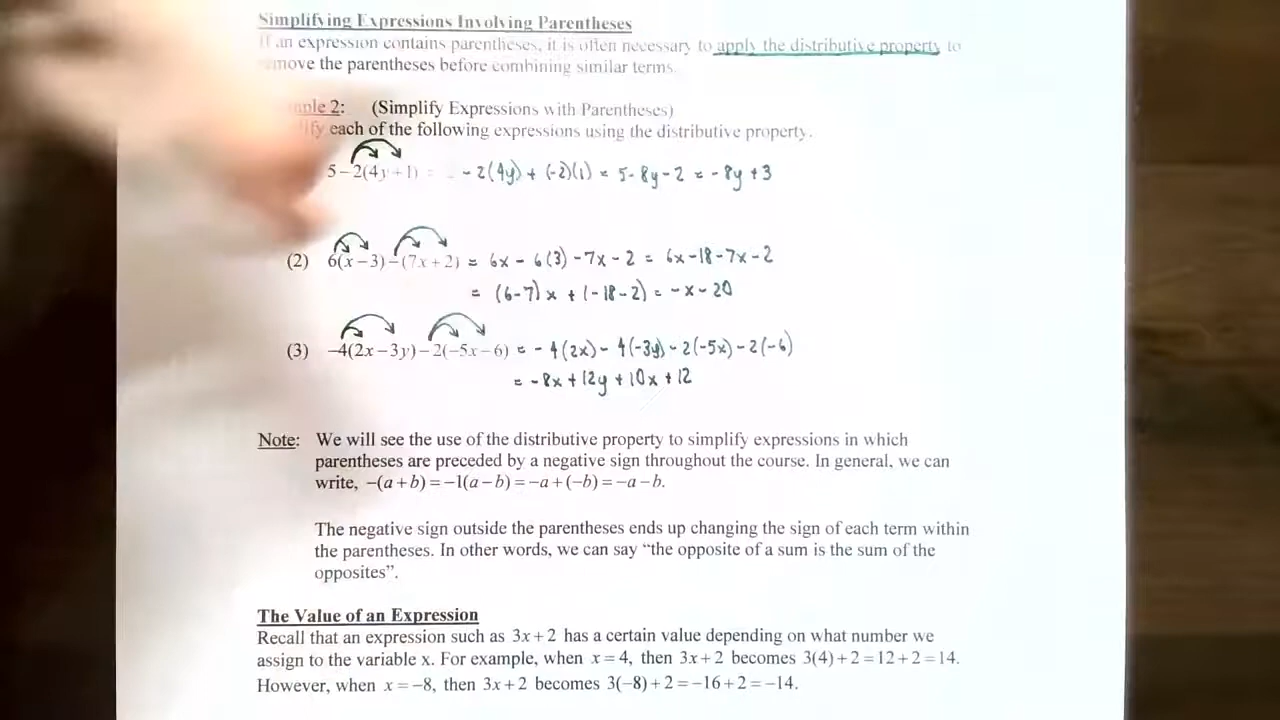 Simplifying Expressions Involving Parentheses
an expression contains parentheses, it is often necessary to apply the distributive property to
move the parentheses before combining similar terms.
ple 2: (Simplify Expressions with Parentheses)
ify each of the following expressions using the distributive property.
5−2(4y+1) = - 2(4y) + (-2)(1) = 5-8y-2 = -8y+3
(2) 6(x−3)−(7x+2) = 6x - 6(3) -7x - 2 = 6x-18-7x-2
= (6-7)x + (-18-2) = -x-20
(3) −4(2x−3y)−2(−5x−6) = -4(2x) - 4(-3y) - 2(-5x) - 2(-6)
= -8x + 12y + 10x + 12
Note: We will see the use of the distributive property to simplify expressions in which
parentheses are preceded by a negative sign throughout the course. In general, we can
write, −(a+b)=−1(a−b)=−a+(−b)=−a−b.
The negative sign outside the parentheses ends up changing the sign of each term within
the parentheses. In other words, we can say “the opposite of a sum is the sum of the
opposites”.
The Value of an Expression
Recall that an expression such as 3x+2 has a certain value depending on what number we
assign to the variable x. For example, when x=4, then 3x+2 becomes 3(4)+2=12+2=14.
However, when x=−8, then 3x+2 becomes 3(−8)+2=−16+2=−14.